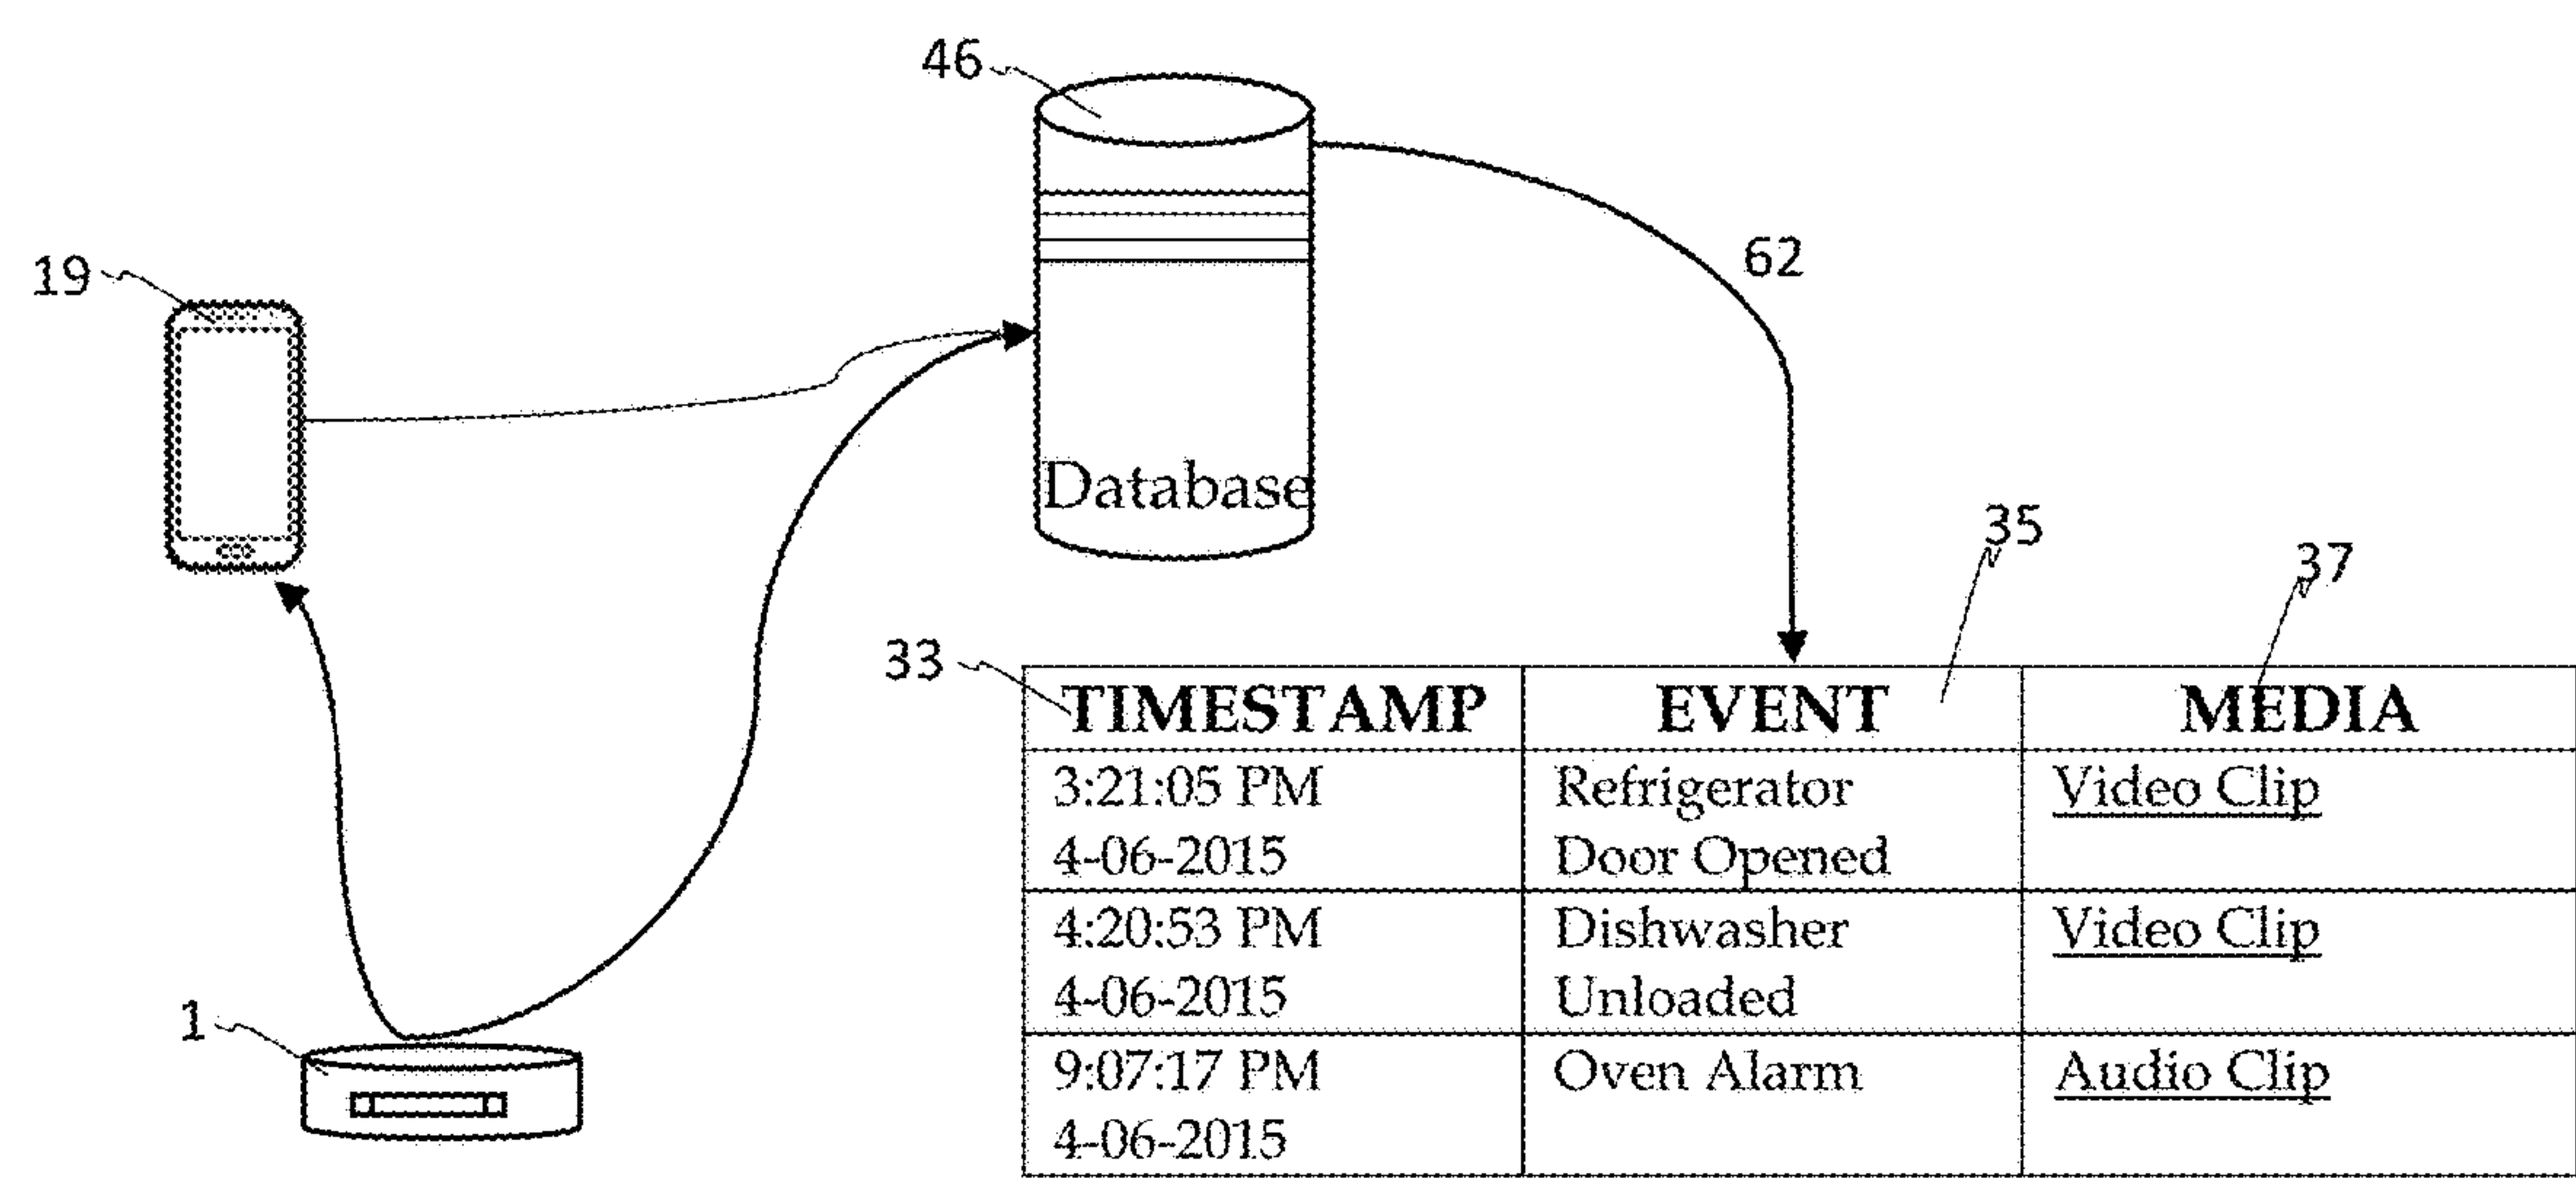 46
62
19
Database
35
37
33
TIMESTAMP EVENT MEDIA
3:21:05 PM Refrigerator Video Clip
4-06-2015 Door Opened
4:20:53 PM Dishwasher Video Clip
4-06-2015 Unloaded
9:07:17 PM Oven Alarm Audio Clip
4-06-2015
1